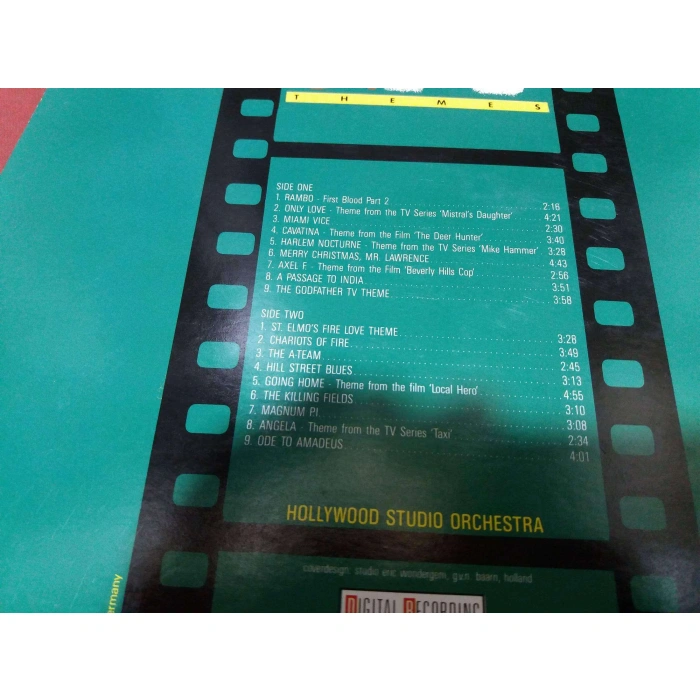 THEMES
SIDE ONE
1. RAMBO - First Blood Part 2 2:16
2. ONLY LOVE - Theme from the TV Series 'Mistral's Daughter' 4:21
3. MIAMI VICE 2:30
4. CAVATINA - Theme from the Film 'The Deer Hunter' 3:40
5. HARLEM NOCTURNE - Theme from the TV Series 'Mike Hammer' 3:28
6. MERRY CHRISTMAS, MR. LAWRENCE 4:43
7. AXEL F - Theme from the Film 'Beverly Hills Cop' 2:56
8. A PASSAGE TO INDIA 3:51
9. THE GODFATHER TV THEME 3:58
SIDE TWO
1. ST. ELMO'S FIRE LOVE THEME 3:28
2. CHARIOTS OF FIRE 3:49
3. THE A-TEAM 2:45
4. HILL STREET BLUES 3:13
5. GOING HOME - Theme from the film 'Local Hero' 4:55
6. THE KILLING FIELDS 3:10
7. MAGNUM P.I. 3:08
8. ANGELA - Theme from the TV Series 'Taxi' 2:34
9. ODE TO AMADEUS 4:01
HOLLYWOOD STUDIO ORCHESTRA
coverdesign: studio eric wondergem, g.v.n. baarn, holland
DIGITAL RECORDING